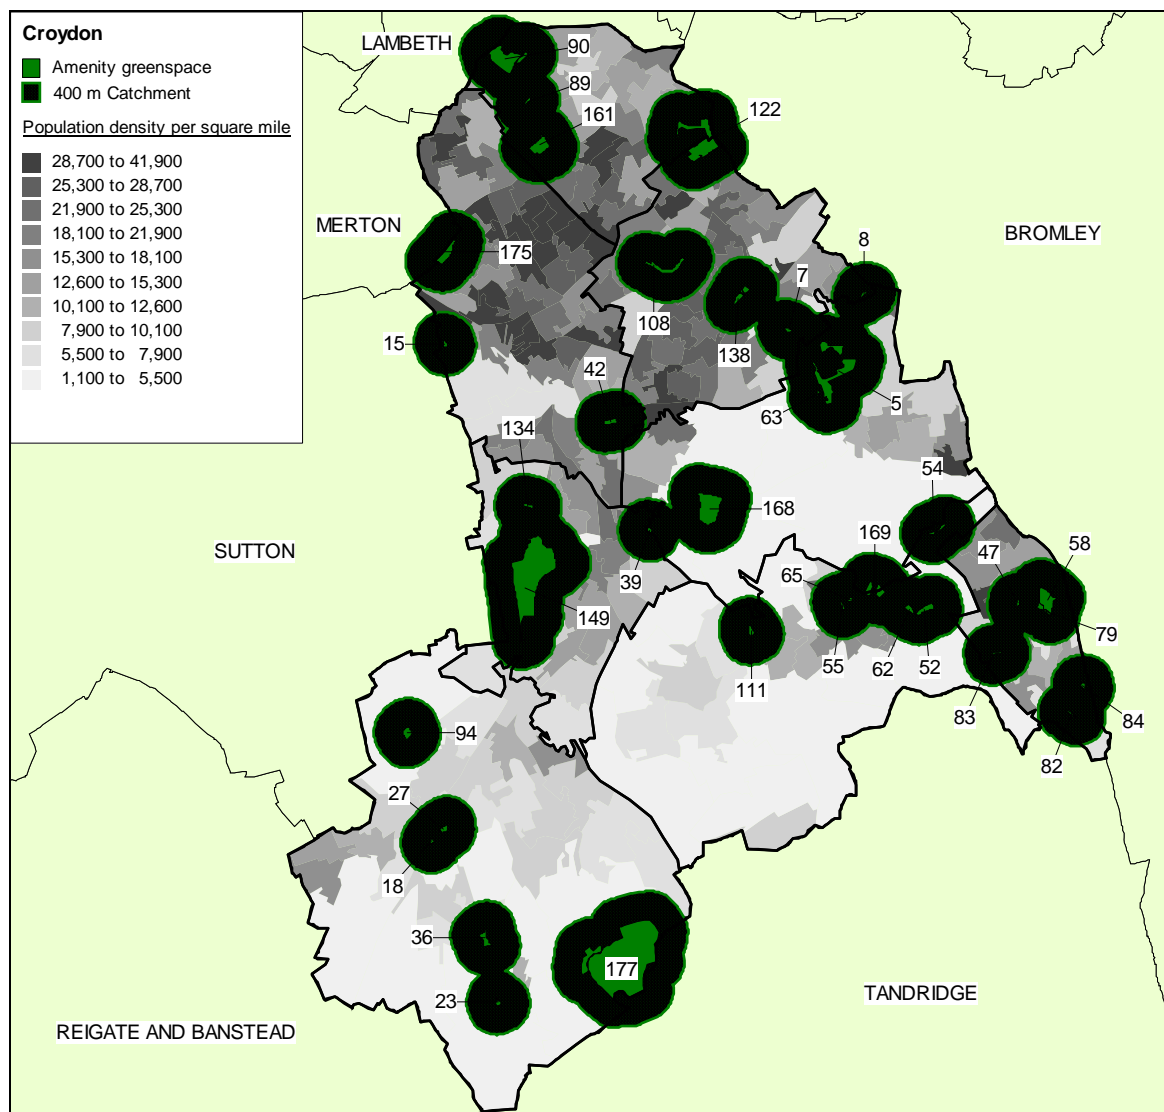 Croydon
Amenity greenspace
400 m Catchment
Population density per square mile
28,700 to 41,900
25,300 to 28,700
21,900 to 25,300
18,100 to 21,900
15,300 to 18,100
12,600 to 15,300
10,100 to 12,600
7,900 to 10,100
5,500 to 7,900
1,100 to 5,500
LAMBETH
90
89
161
122
MERTON
175
BROMLEY
8
7
108
138
15
42
5
63
134
54
168
SUTTON
169
58
47
39
65
149
79
55
62
52
111
83
84
94
82
27
18
36
177
23
TANDRIDGE
REIGATE AND BANSTEAD